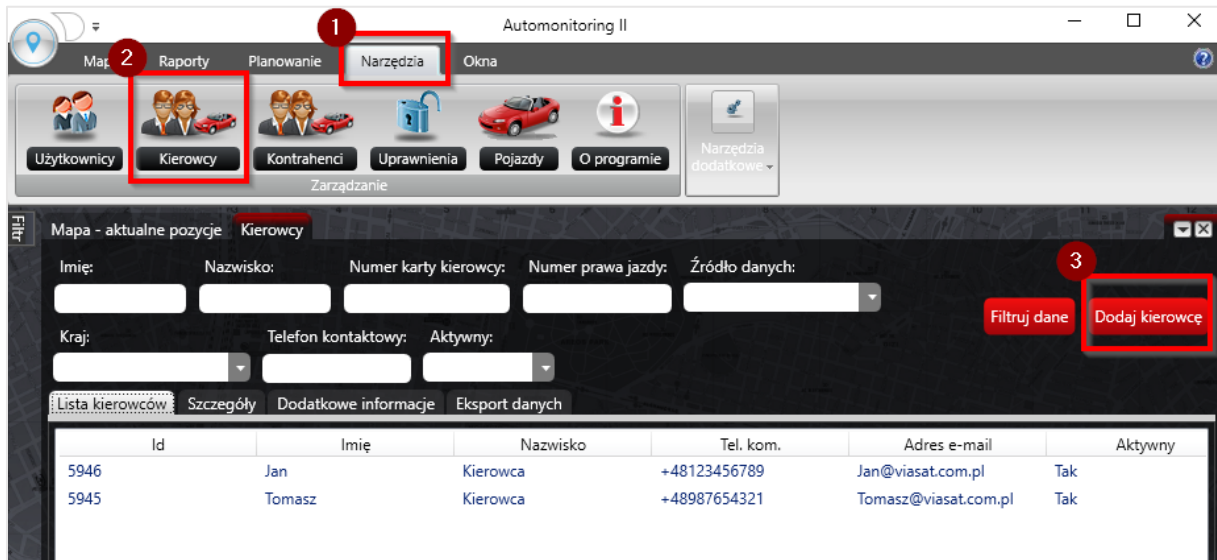 Automonitoring II
1
2
Map
Raporty
Planowanie
Narzędzia
Okna
Użytkownicy
Kierowcy
Kontrahenci
Uprawnienia
Pojazdy
O programie
Narzędzia
dodatkowe
Zarządzanie
Filtr
Mapa - aktualne pozycje
Kierowcy
3
Imię:
Nazwisko:
Numer karty kierowcy:
Numer prawa jazdy:
Źródło danych:
Filtruj dane
Dodaj kierowcę
Kraj:
Telefon kontaktowy:
Aktywny:
Lista kierowców
Szczegóły
Dodatkowe informacje
Eksport danych
Id Imię Nazwisko Tel. kom. Adres e-mail Aktywny
5946 Jan Kierowca +48123456789 Jan@viasat.com.pl Tak
5945 Tomasz Kierowca +48987654321 Tomasz@viasat.com.pl Tak